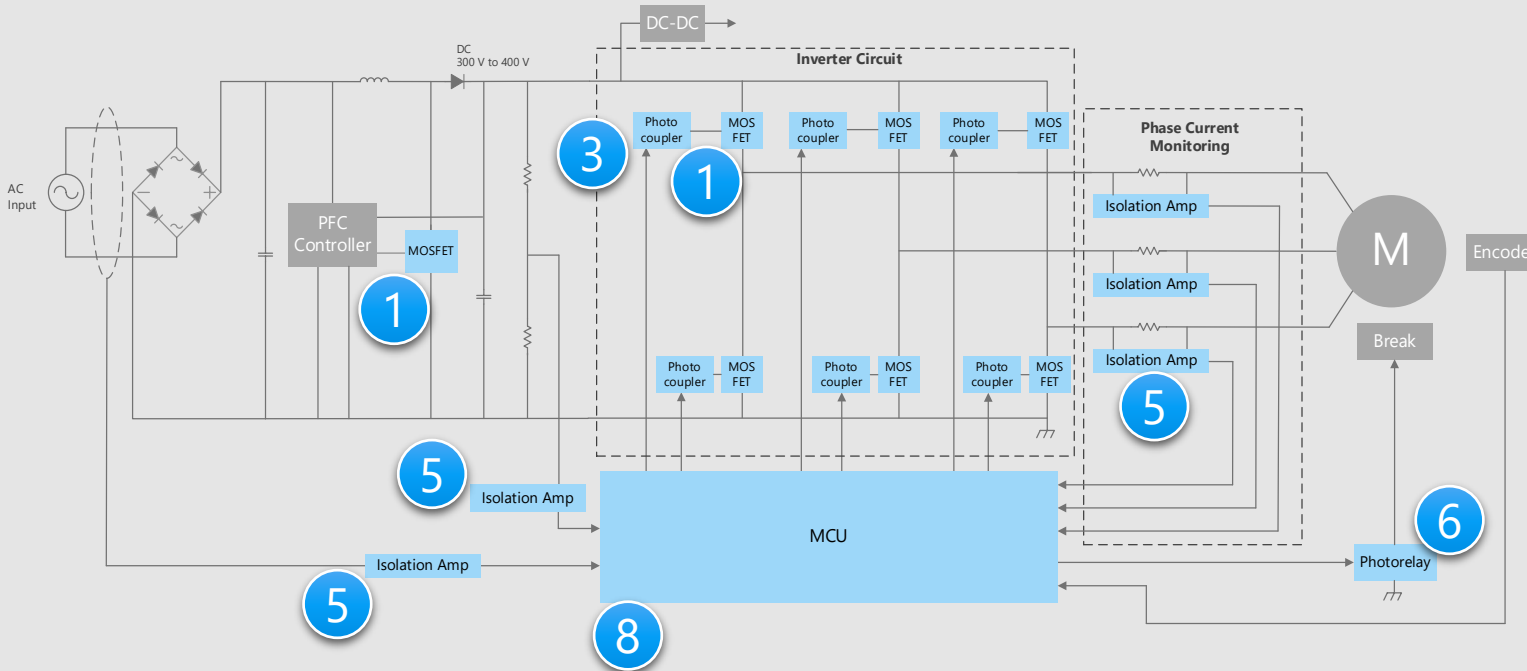 DC-DC
DC
300 V to 400 V
Inverter Circuit
Photo
coupler
MOS
FET
Photo
coupler
MOS
FET
Photo
coupler
MOS
FET
3
1
Phase Current
Monitoring
AC
Input
PFC
Controller
MOSFET
1
Isolation Amp
Isolation Amp
Isolation Amp
5
M
Encode
Break
Photo
coupler
MOS
FET
Photo
coupler
MOS
FET
Photo
coupler
MOS
FET
5
Isolation Amp
MCU
6
Photorelay
Isolation Amp
5
8